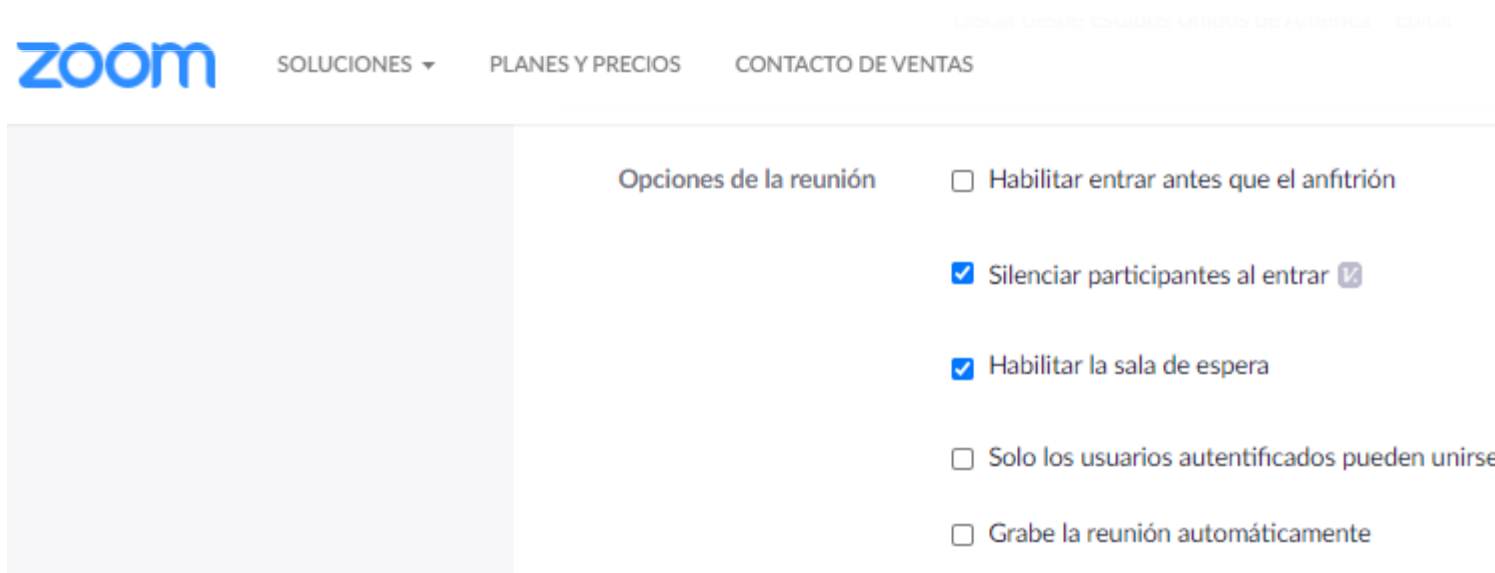 zoom
SOLUCIONES PLANES Y PRECIOS CONTACTO DE VENTAS
Opciones de la reunión
Habilitar entrar antes que el anfitrión
Silenciar participantes al entrar
Habilitar la sala de espera
Solo los usuarios autentificados pueden unirse
Grabe la reunión automáticamente